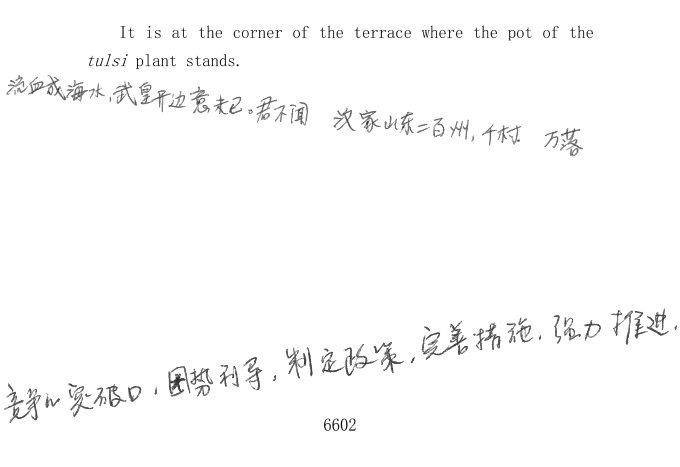 It is at the corner of the terrace where the pot of the
tulsi plant stands.
流血成海水,武皇开边意未已。君不闻 汉家山东二百州,千村 万落
竞争的突破口,因势利导,制定政策,完善措施,强力推进,
6602